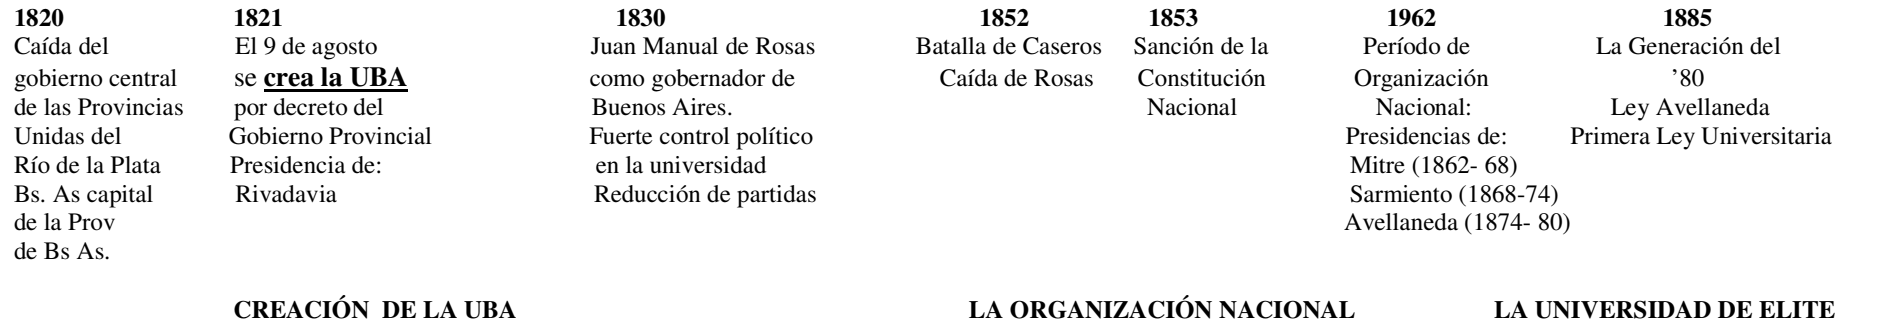 1820
Caída del
gobierno central
de las Provincias
Unidas del
Río de la Plata
Bs. As capital
de la Prov
de Bs As.
1821
El 9 de agosto
se crea la UBA
por decreto del
Gobierno Provincial
Presidencia de:
Rivadavia
1830
Juan Manual de Rosas
como gobernador de
Buenos Aires.
Fuerte control político
en la universidad
Reducción de partidas
1852
Batalla de Caseros
Caída de Rosas
1853
Sanción de la
Constitución
Nacional
1962
Período de
Organización
Nacional:
Presidencias de:
Mitre (1862- 68)
Sarmiento (1868-74)
Avellaneda (1874- 80)
1885
La Generación del
’80
Ley Avellaneda
Primera Ley Universitaria
CREACIÓN DE LA UBA
LA ORGANIZACIÓN NACIONAL
LA UNIVERSIDAD DE ELITE